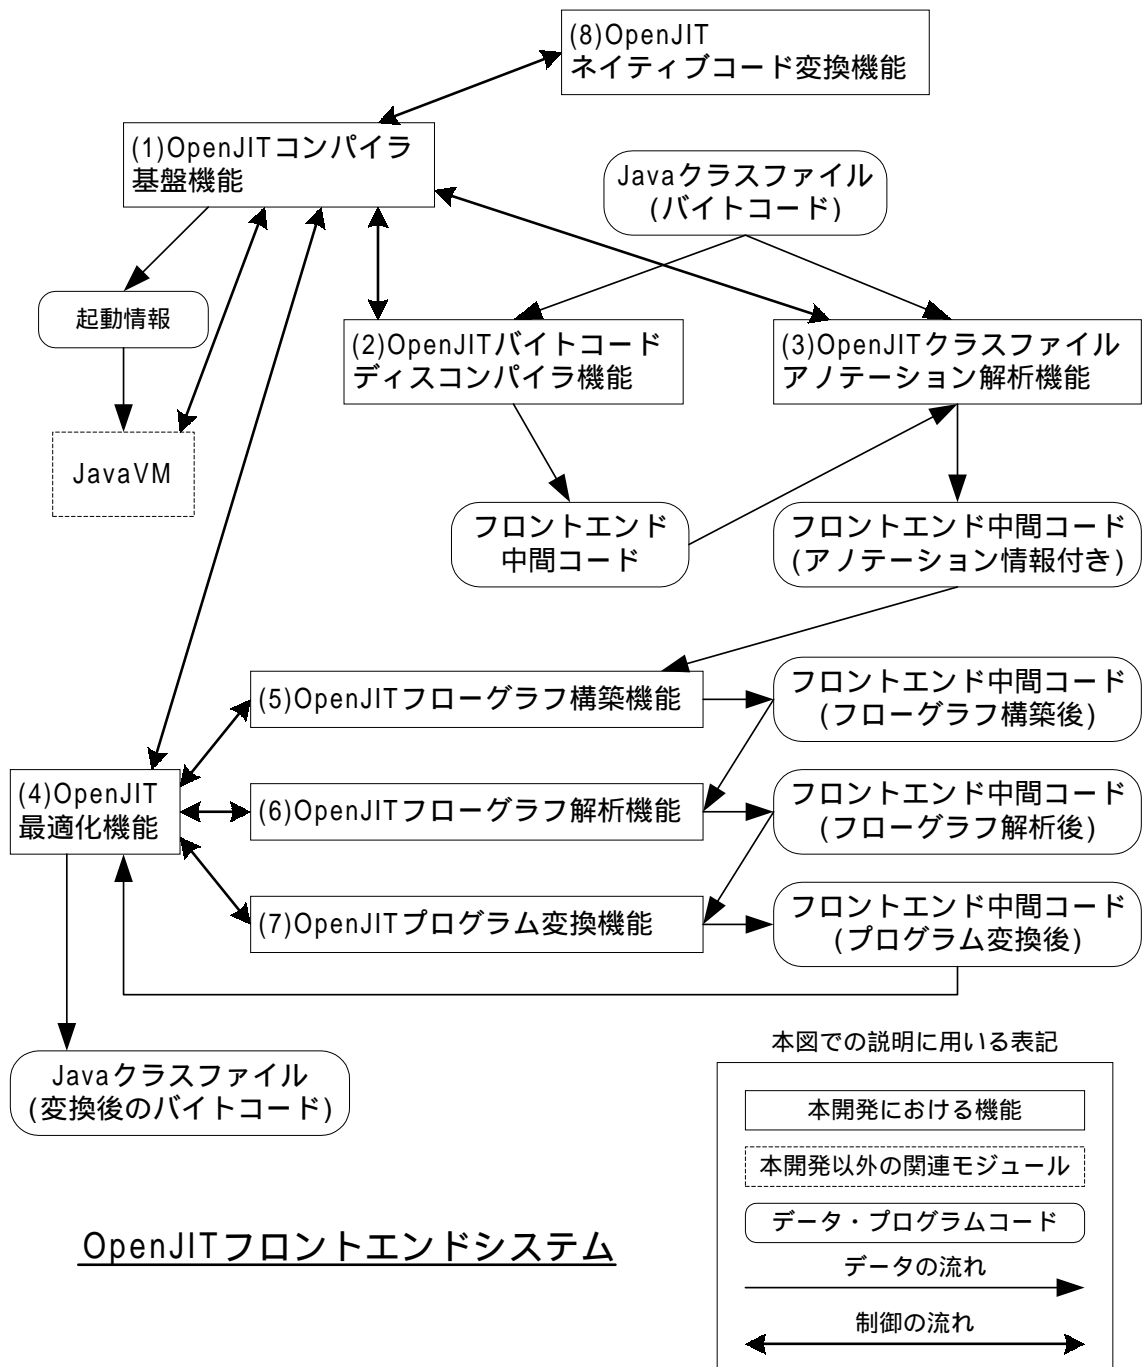 (8)OpenJIT
ネイティブコード変換機能
(1)OpenJITコンパイラ
基盤機能
Javaクラスファイル
(バイトコード)
起動情報
(2)OpenJITバイトコード
ディスコンパイラ機能
(3)OpenJITクラスファイル
アノテーション解析機能
JavaVM
フロントエンド
中間コード
フロントエンド中間コード
(アノテーション情報付き)
(5)OpenJITフローグラフ構築機能
フロントエンド中間コード
(フローグラフ構築後)
(4)OpenJIT
最適化機能
(6)OpenJITフローグラフ解析機能
フロントエンド中間コード
(フローグラフ解析後)
(7)OpenJITプログラム変換機能
フロントエンド中間コード
(プログラム変換後)
Javaクラスファイル
(変換後のバイトコード)
本図での説明に用いる表記
本開発における機能
本開発以外の関連モジュール
データ・プログラムコード
データの流れ
制御の流れ
OpenJITフロントエンドシステム